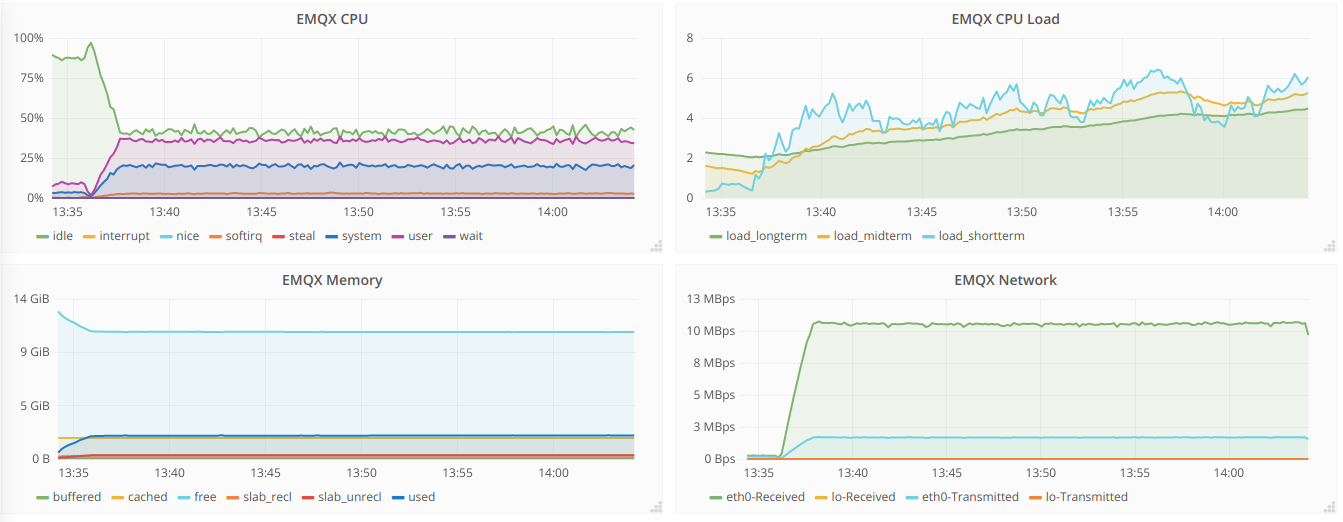 EMQX CPU
100%
75%
50%
25%
0%
13:35 13:40 13:45 13:50 13:55 14:00
idle interrupt nice softirq steal system user wait
EMQX CPU Load
8
6
4
2
0
13:35 13:40 13:45 13:50 13:55 14:00
load_longterm load_midterm load_shortterm
EMQX Memory
14 GiB
9 GiB
5 GiB
0 B
13:35 13:40 13:45 13:50 13:55 14:00
buffered cached free slab_recl slab_unrecl used
EMQX Network
13 MBps
10 MBps
8 MBps
5 MBps
3 MBps
0 Bps
13:35 13:40 13:45 13:50 13:55 14:00
eth0-Received lo-Received eth0-Transmitted lo-Transmitted